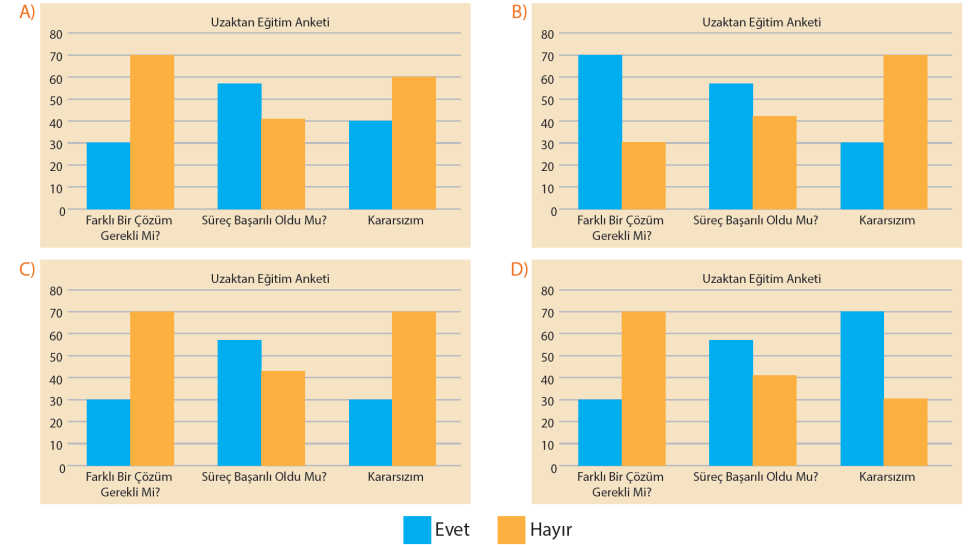 A)
Uzaktan Eğitim Anketi
80
70
60
50
40
30
20
10
0
Farklı Bir Çözüm
Gerekli Mi?
Süreç Başarılı Oldu Mu?
Kararsızım
B)
Uzaktan Eğitim Anketi
80
70
60
50
40
30
20
10
0
Farklı Bir Çözüm
Gerekli Mi?
Süreç Başarılı Oldu Mu?
Kararsızım
C)
Uzaktan Eğitim Anketi
80
70
60
50
40
30
20
10
0
Farklı Bir Çözüm
Gerekli Mi?
Süreç Başarılı Oldu Mu?
Kararsızım
D)
Uzaktan Eğitim Anketi
80
70
60
50
40
30
20
10
0
Farklı Bir Çözüm
Gerekli Mi?
Süreç Başarılı Oldu Mu?
Kararsızım
Evet
Hayır